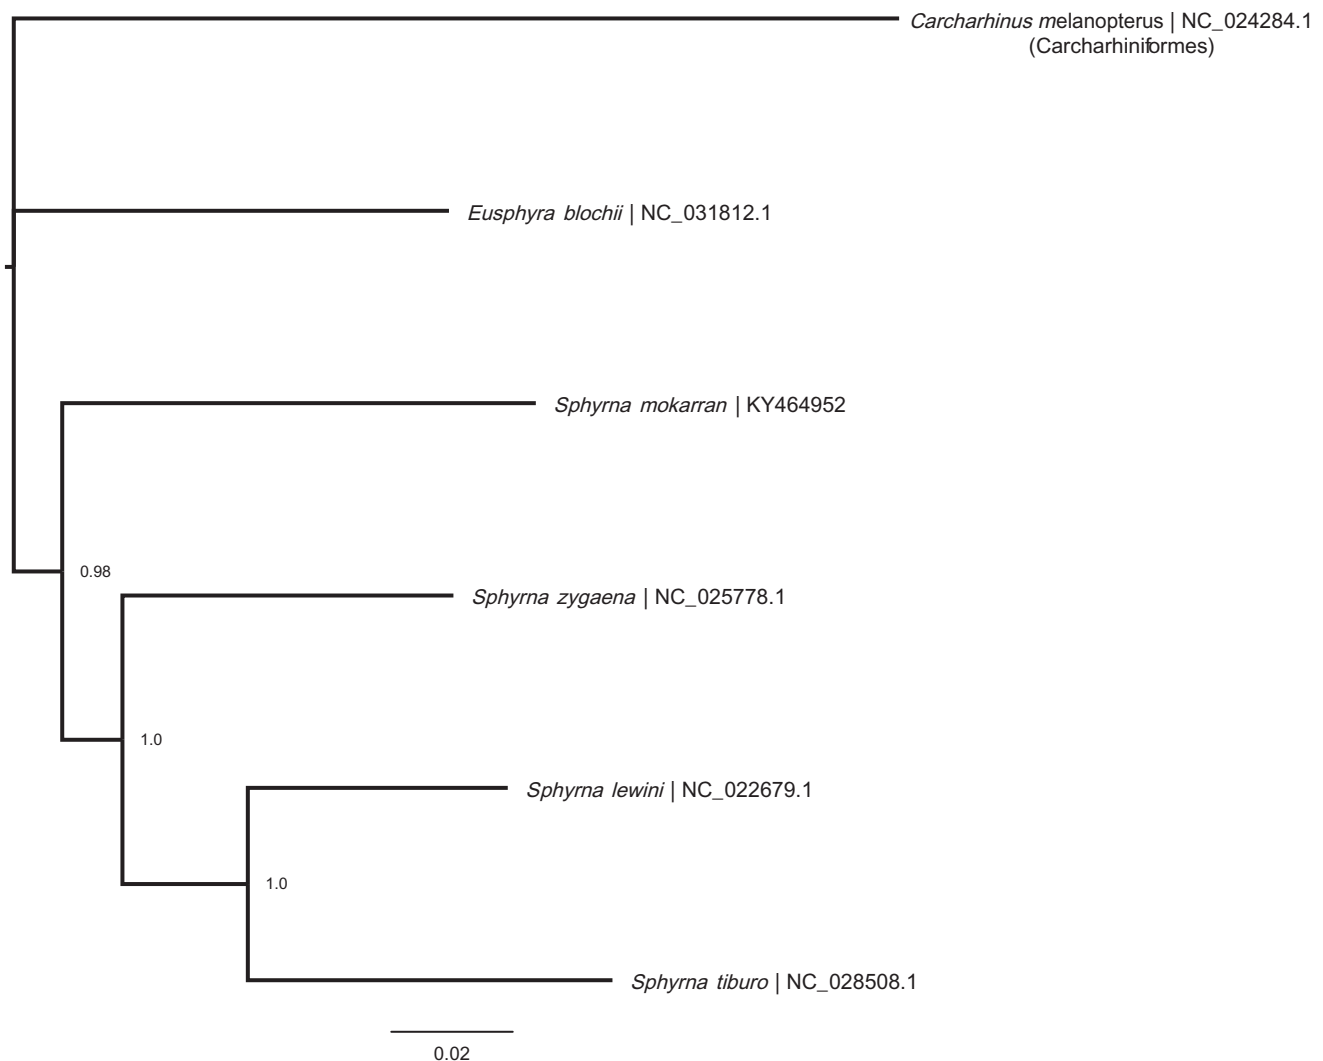 Carcharhinus melanopterus | NC_024284.1
(Carcharhiniformes)
Eusphyra blochii | NC_031812.1
Sphyrna mokarran | KY464952
0.98
Sphyrna zygaena | NC_025778.1
1.0
Sphyrna lewini | NC_022679.1
1.0
Sphyrna tiburo | NC_028508.1
0.02